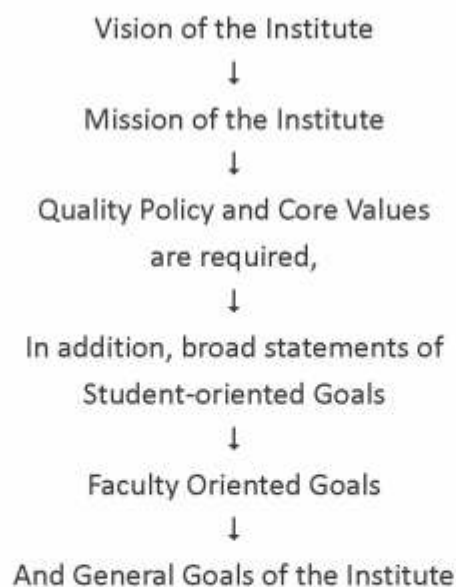 Vision of the Institute
↓
Mission of the Institute
↓
Quality Policy and Core Values
are required,
↓
In addition, broad statements of
Student-oriented Goals
↓
Faculty Oriented Goals
↓
And General Goals of the Institute